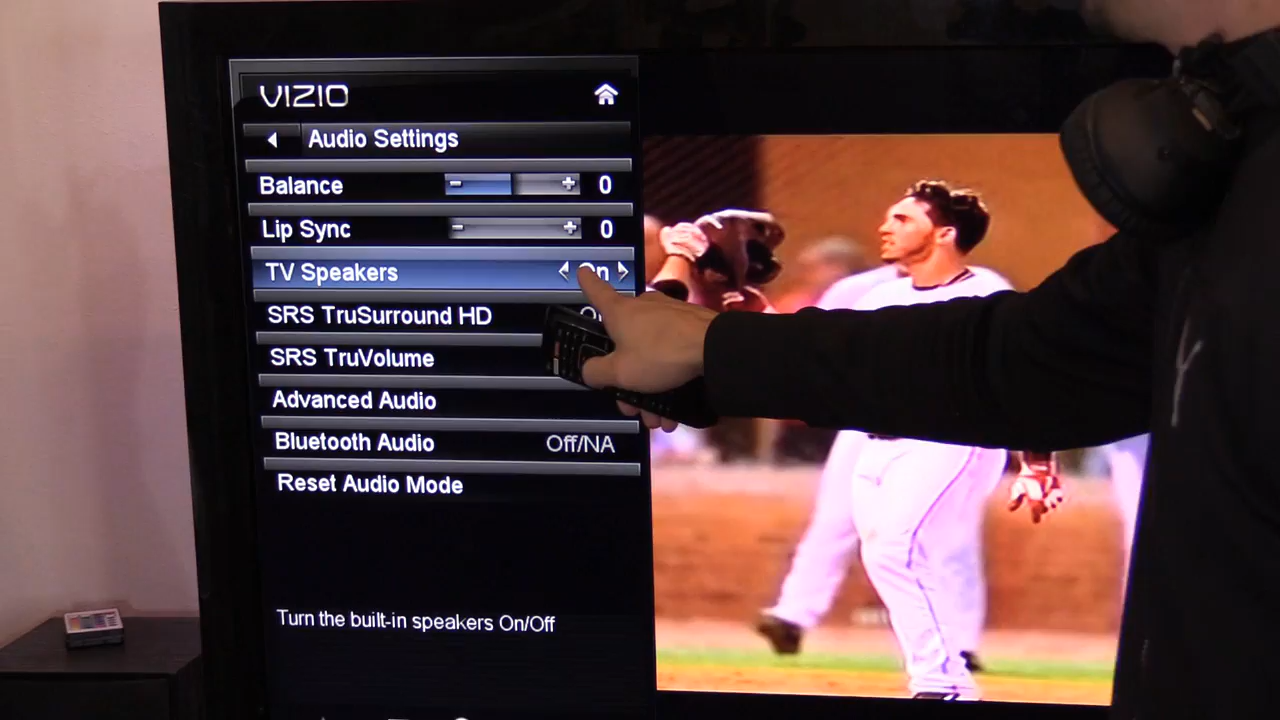 VIZIO
Audio Settings
Balance 0
Lip Sync 0
TV Speakers On
SRS TruSurround HD
SRS TruVolume
Advanced Audio
Bluetooth Audio Off/NA
Reset Audio Mode
Turn the built-in speakers On/Off